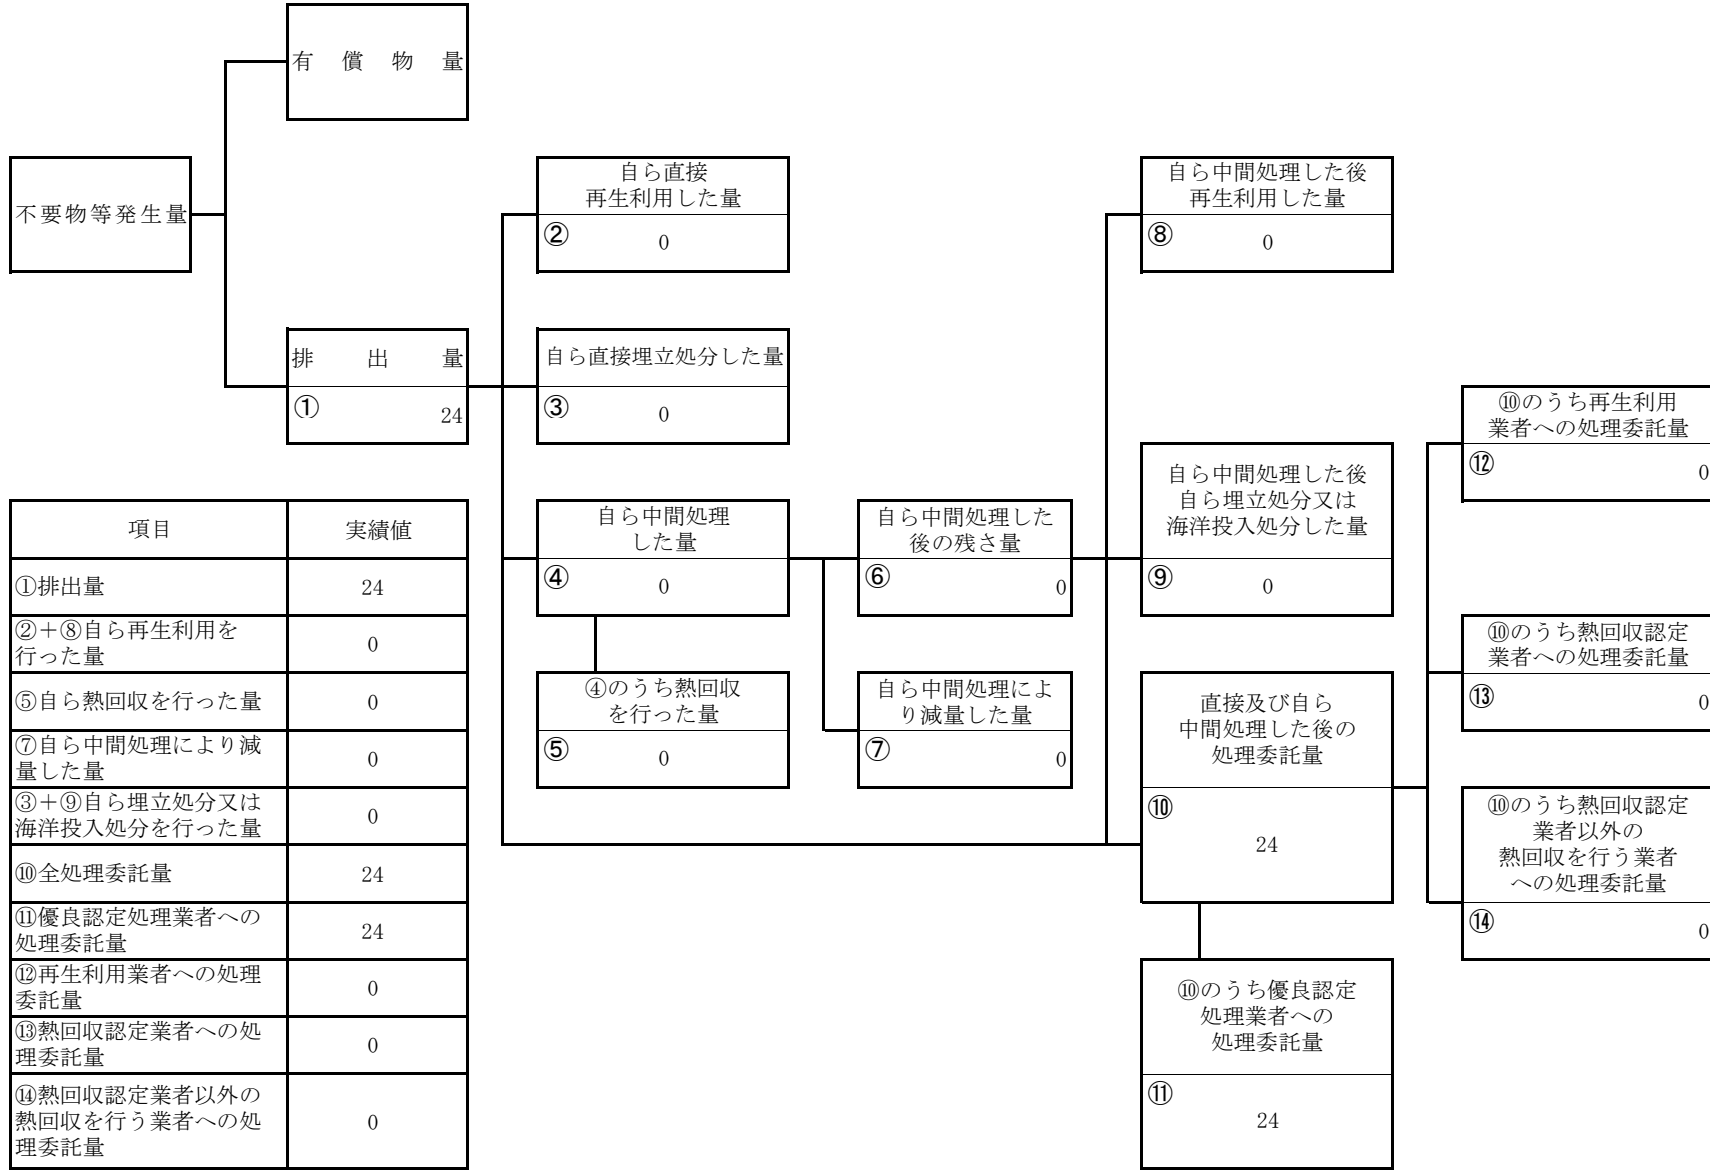 有償物量
不要物等発生量
排出量
① 24
自ら直接
再生利用した量
② 0
自ら直接埋立処分した量
③ 0
自ら中間処理
した量
④ 0
④のうち熱回収
を行った量
⑤ 0
自ら中間処理した
後の残さ量
⑥ 0
自ら中間処理によ
り減量した量
⑦ 0
自ら中間処理した後
再生利用した量
⑧ 0
自ら中間処理した後
自ら埋立処分又は
海洋投入処分した量
⑨ 0
直接及び自ら
中間処理した後の
処理委託量
⑩
24
⑩のうち優良認定
処理業者への
処理委託量
⑪
24
⑩のうち再生利用
業者への処理委託量
⑫ 0
⑩のうち熱回収認定
業者への処理委託量
⑬ 0
⑩のうち熱回収認定
業者以外の
熱回収を行う業者
への処理委託量
⑭ 0
項目 実績値
①排出量 24
②＋⑧自ら再生利用を
行った量 0
⑤自ら熱回収を行った量 0
⑦自ら中間処理により減
量した量 0
③＋⑨自ら埋立処分又は
海洋投入処分を行った量 0
⑩全処理委託量 24
⑪優良認定処理業者への
処理委託量 24
⑫再生利用業者への処理
委託量 0
⑬熱回収認定業者への処
理委託量 0
⑭熱回収認定業者以外の
熱回収を行う業者への処
理委託量 0